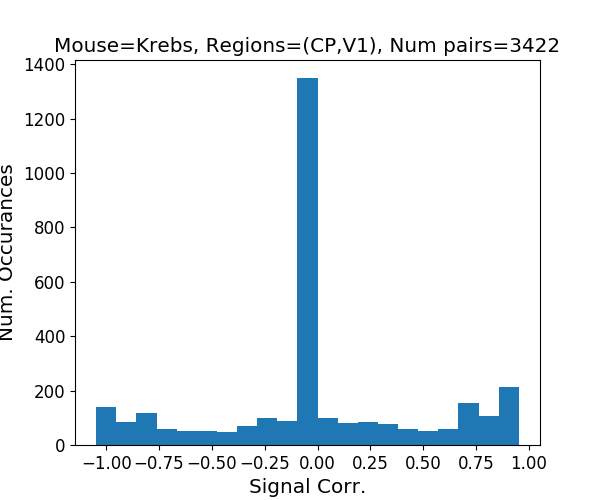 Mouse=Krebs, Regions=(CP,V1), Num pairs=3422
1400
1200
1000
800
600
400
200
0
Num. Occurances
−1.00 −0.75 −0.50 −0.25 0.00 0.25 0.50 0.75 1.00
Signal Corr.